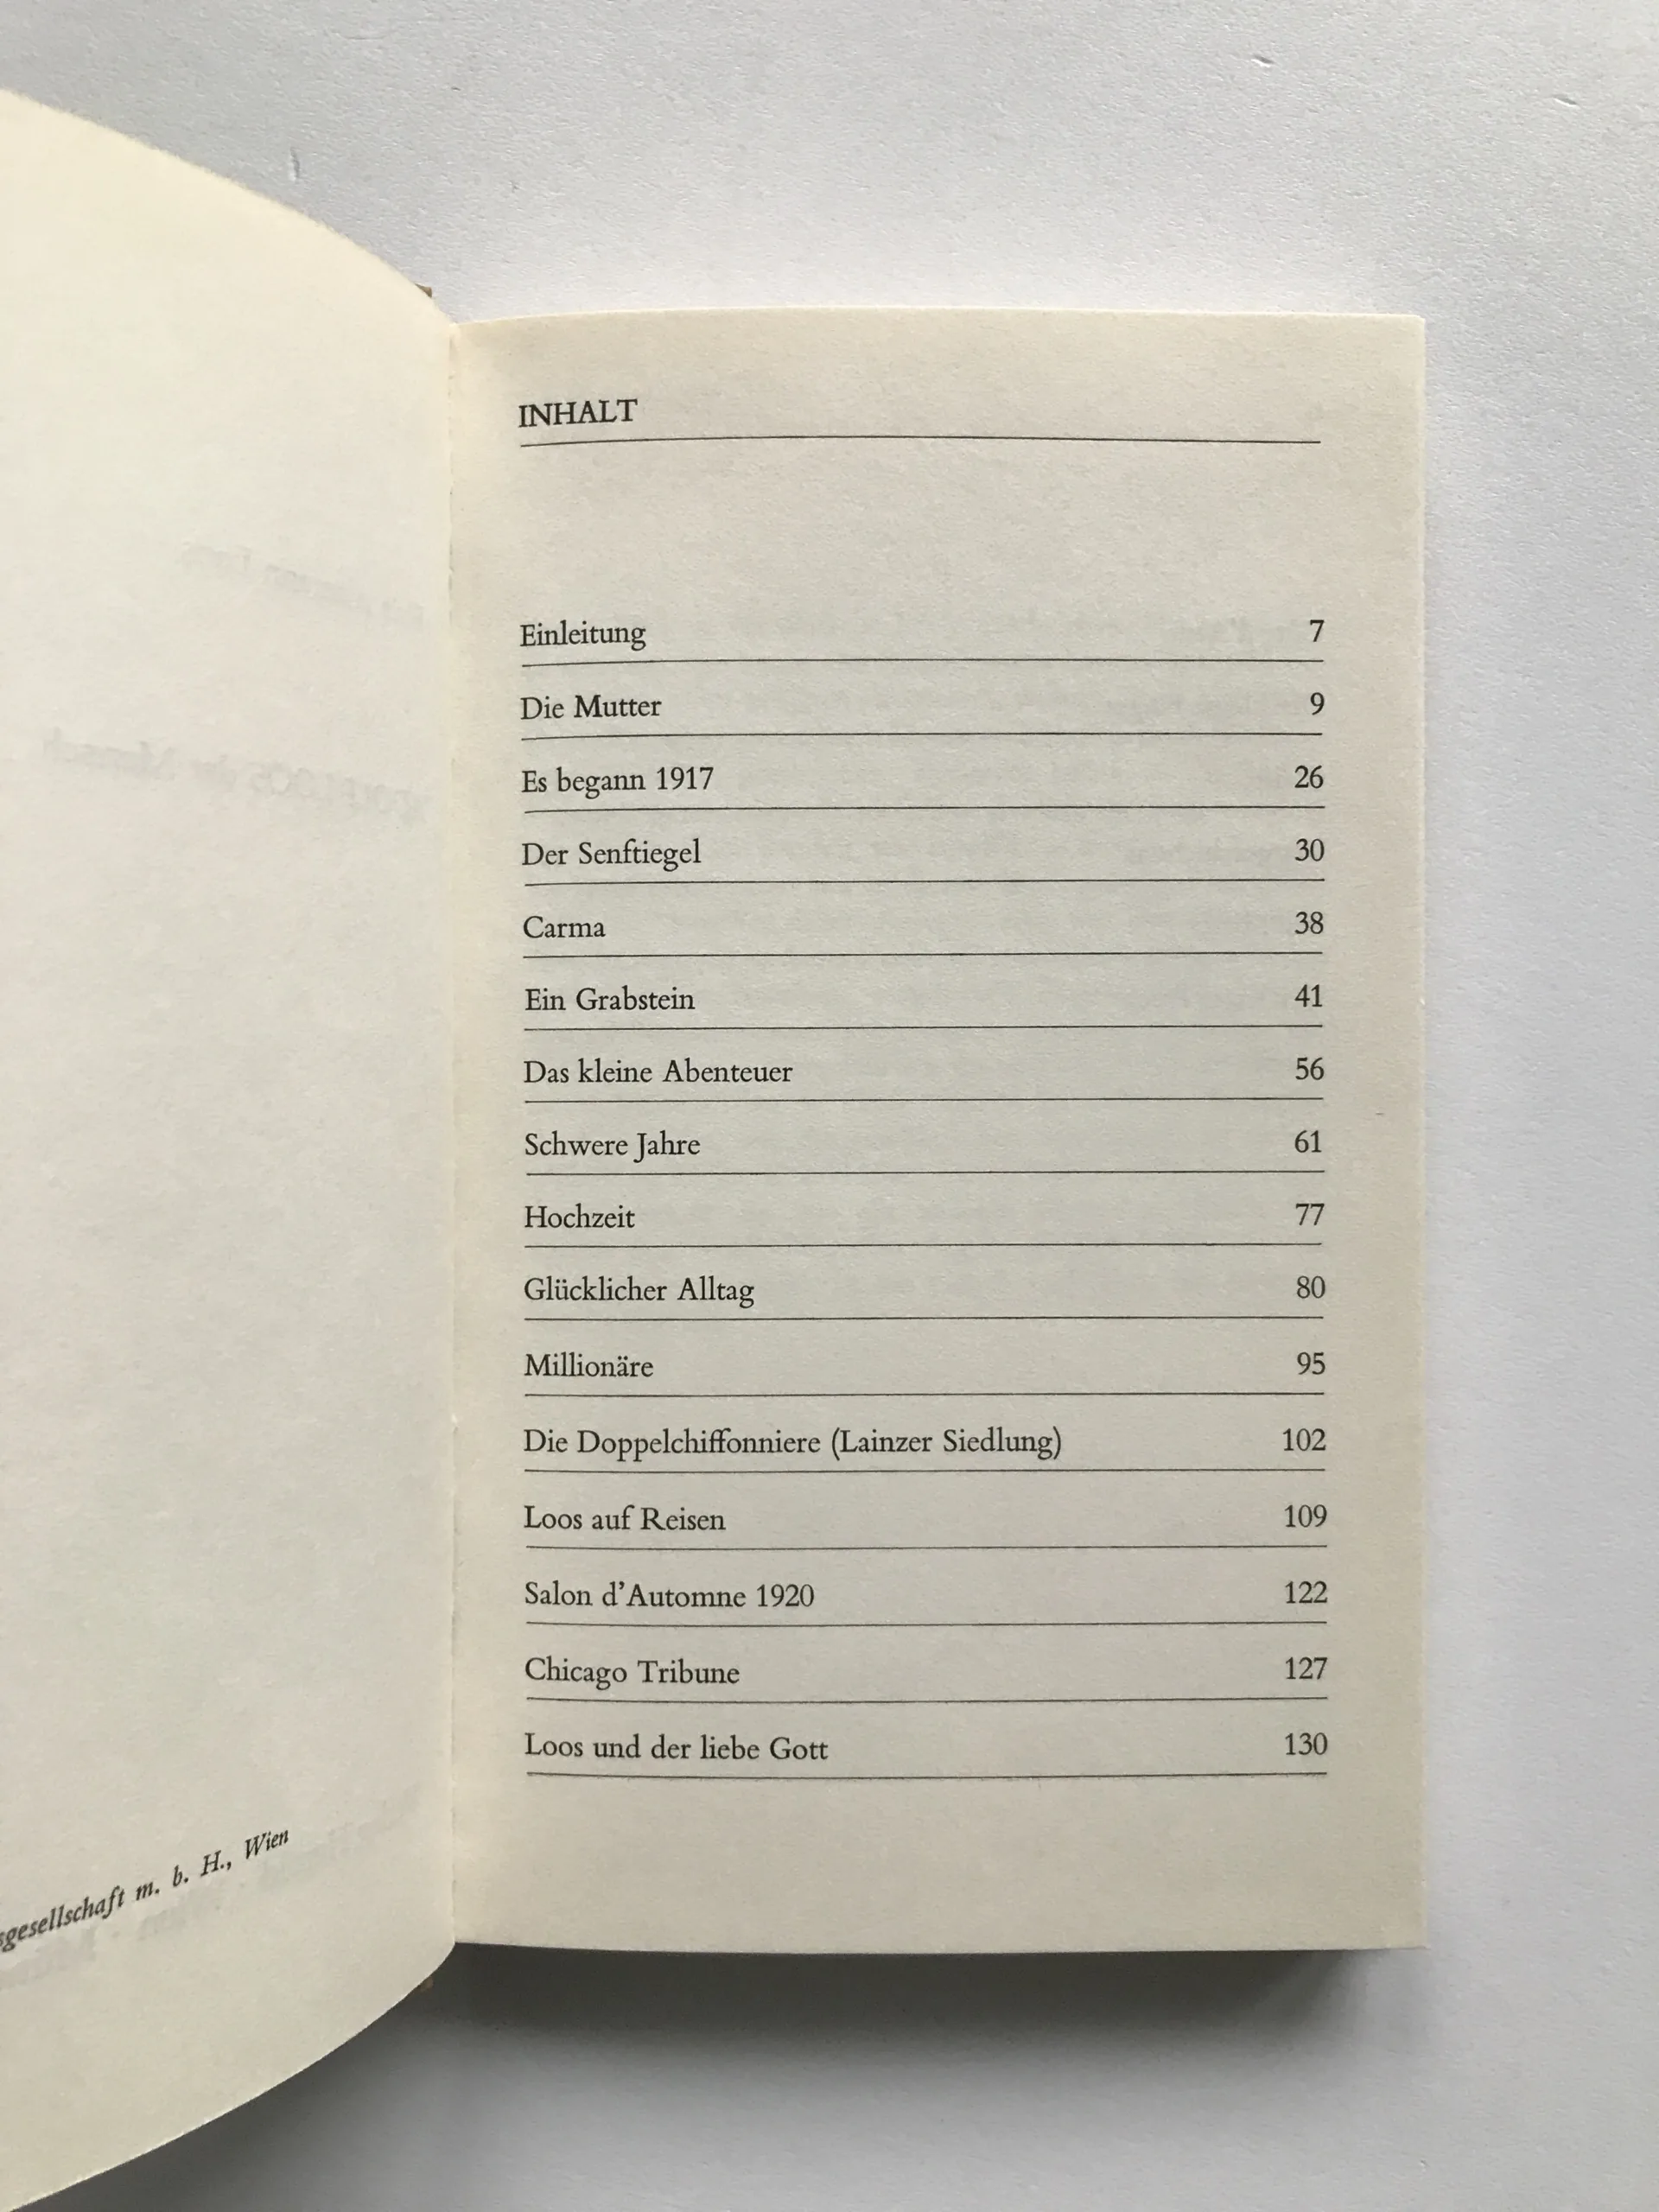 INHALT
Einleitung 7
Die Mutter 9
Es begann 1917 26
Der Senftiegel 30
Carma 38
Ein Grabstein 41
Das kleine Abenteuer 56
Schwere Jahre 61
Hochzeit 77
Glücklicher Alltag 80
Millionäre 95
Die Doppelchiffonniere (Lainzer Siedlung) 102
Loos auf Reisen 109
Salon d'Automne 1920 122
Chicago Tribune 127
Loos und der liebe Gott 130
sgesellschaft m. b. H., Wien